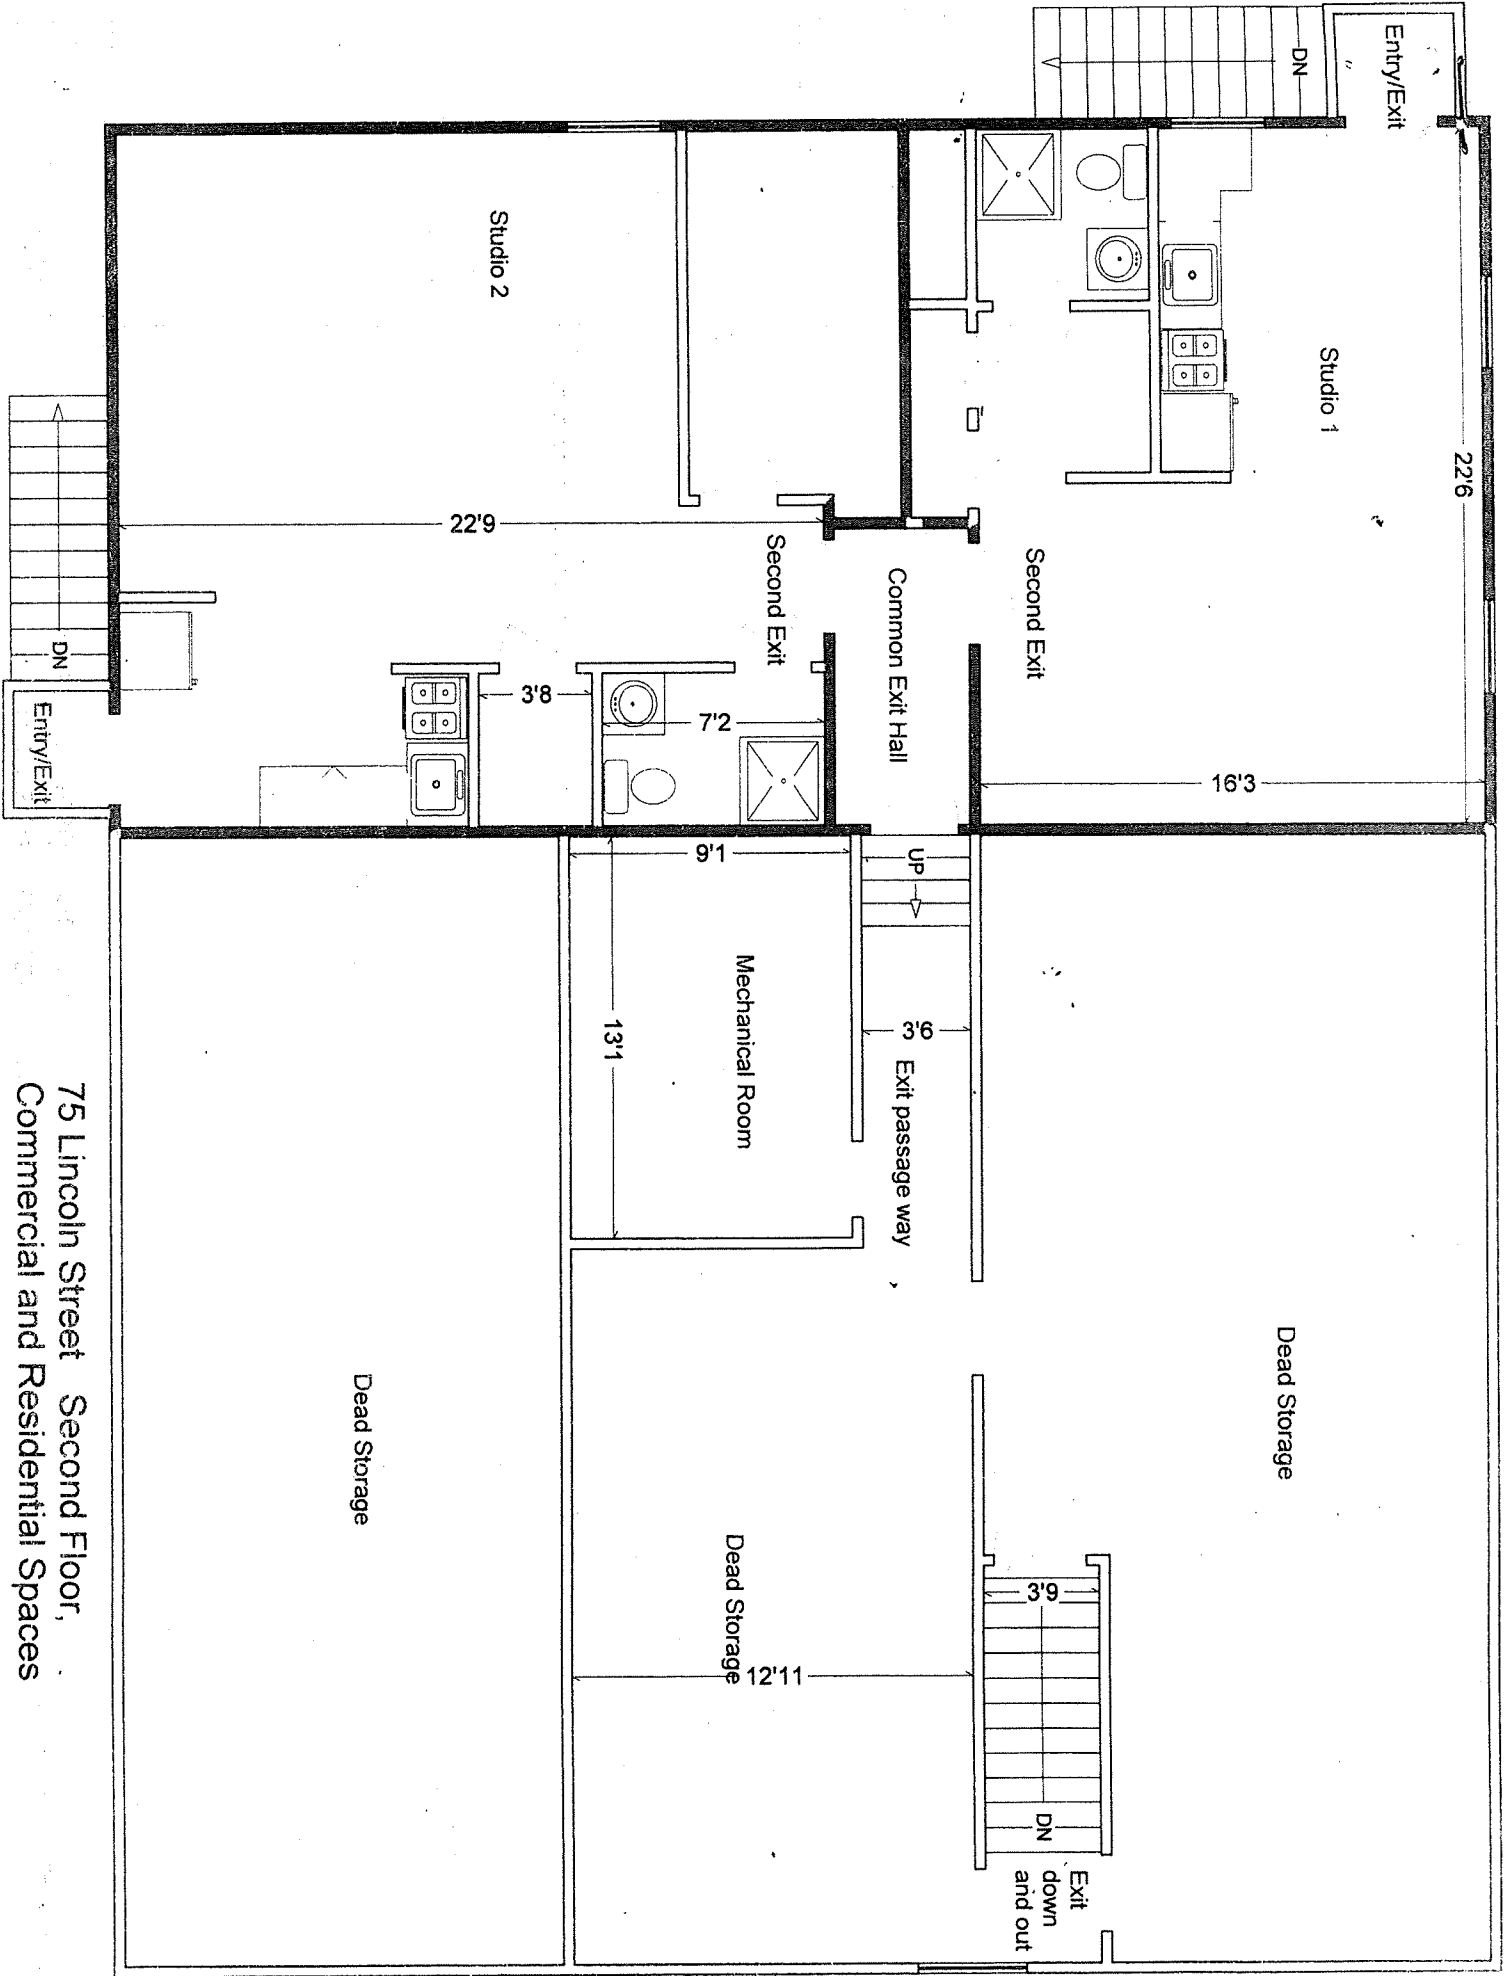 Entry/Exit
DN
22'6
Studio 1
Second Exit
16'3
Common Exit Hall
Studio 2
22'9
Second Exit
7'2
3'8
DN
Entry/Exit
UP
9'1
13'1
Mechanical Room
3'6
Exit passage way
Dead Storage
Dead Storage
12'11
Dead Storage
3'9
DN
Exit
down
and out
75 Lincoln Street Second Floor,
Commercial and Residential Spaces